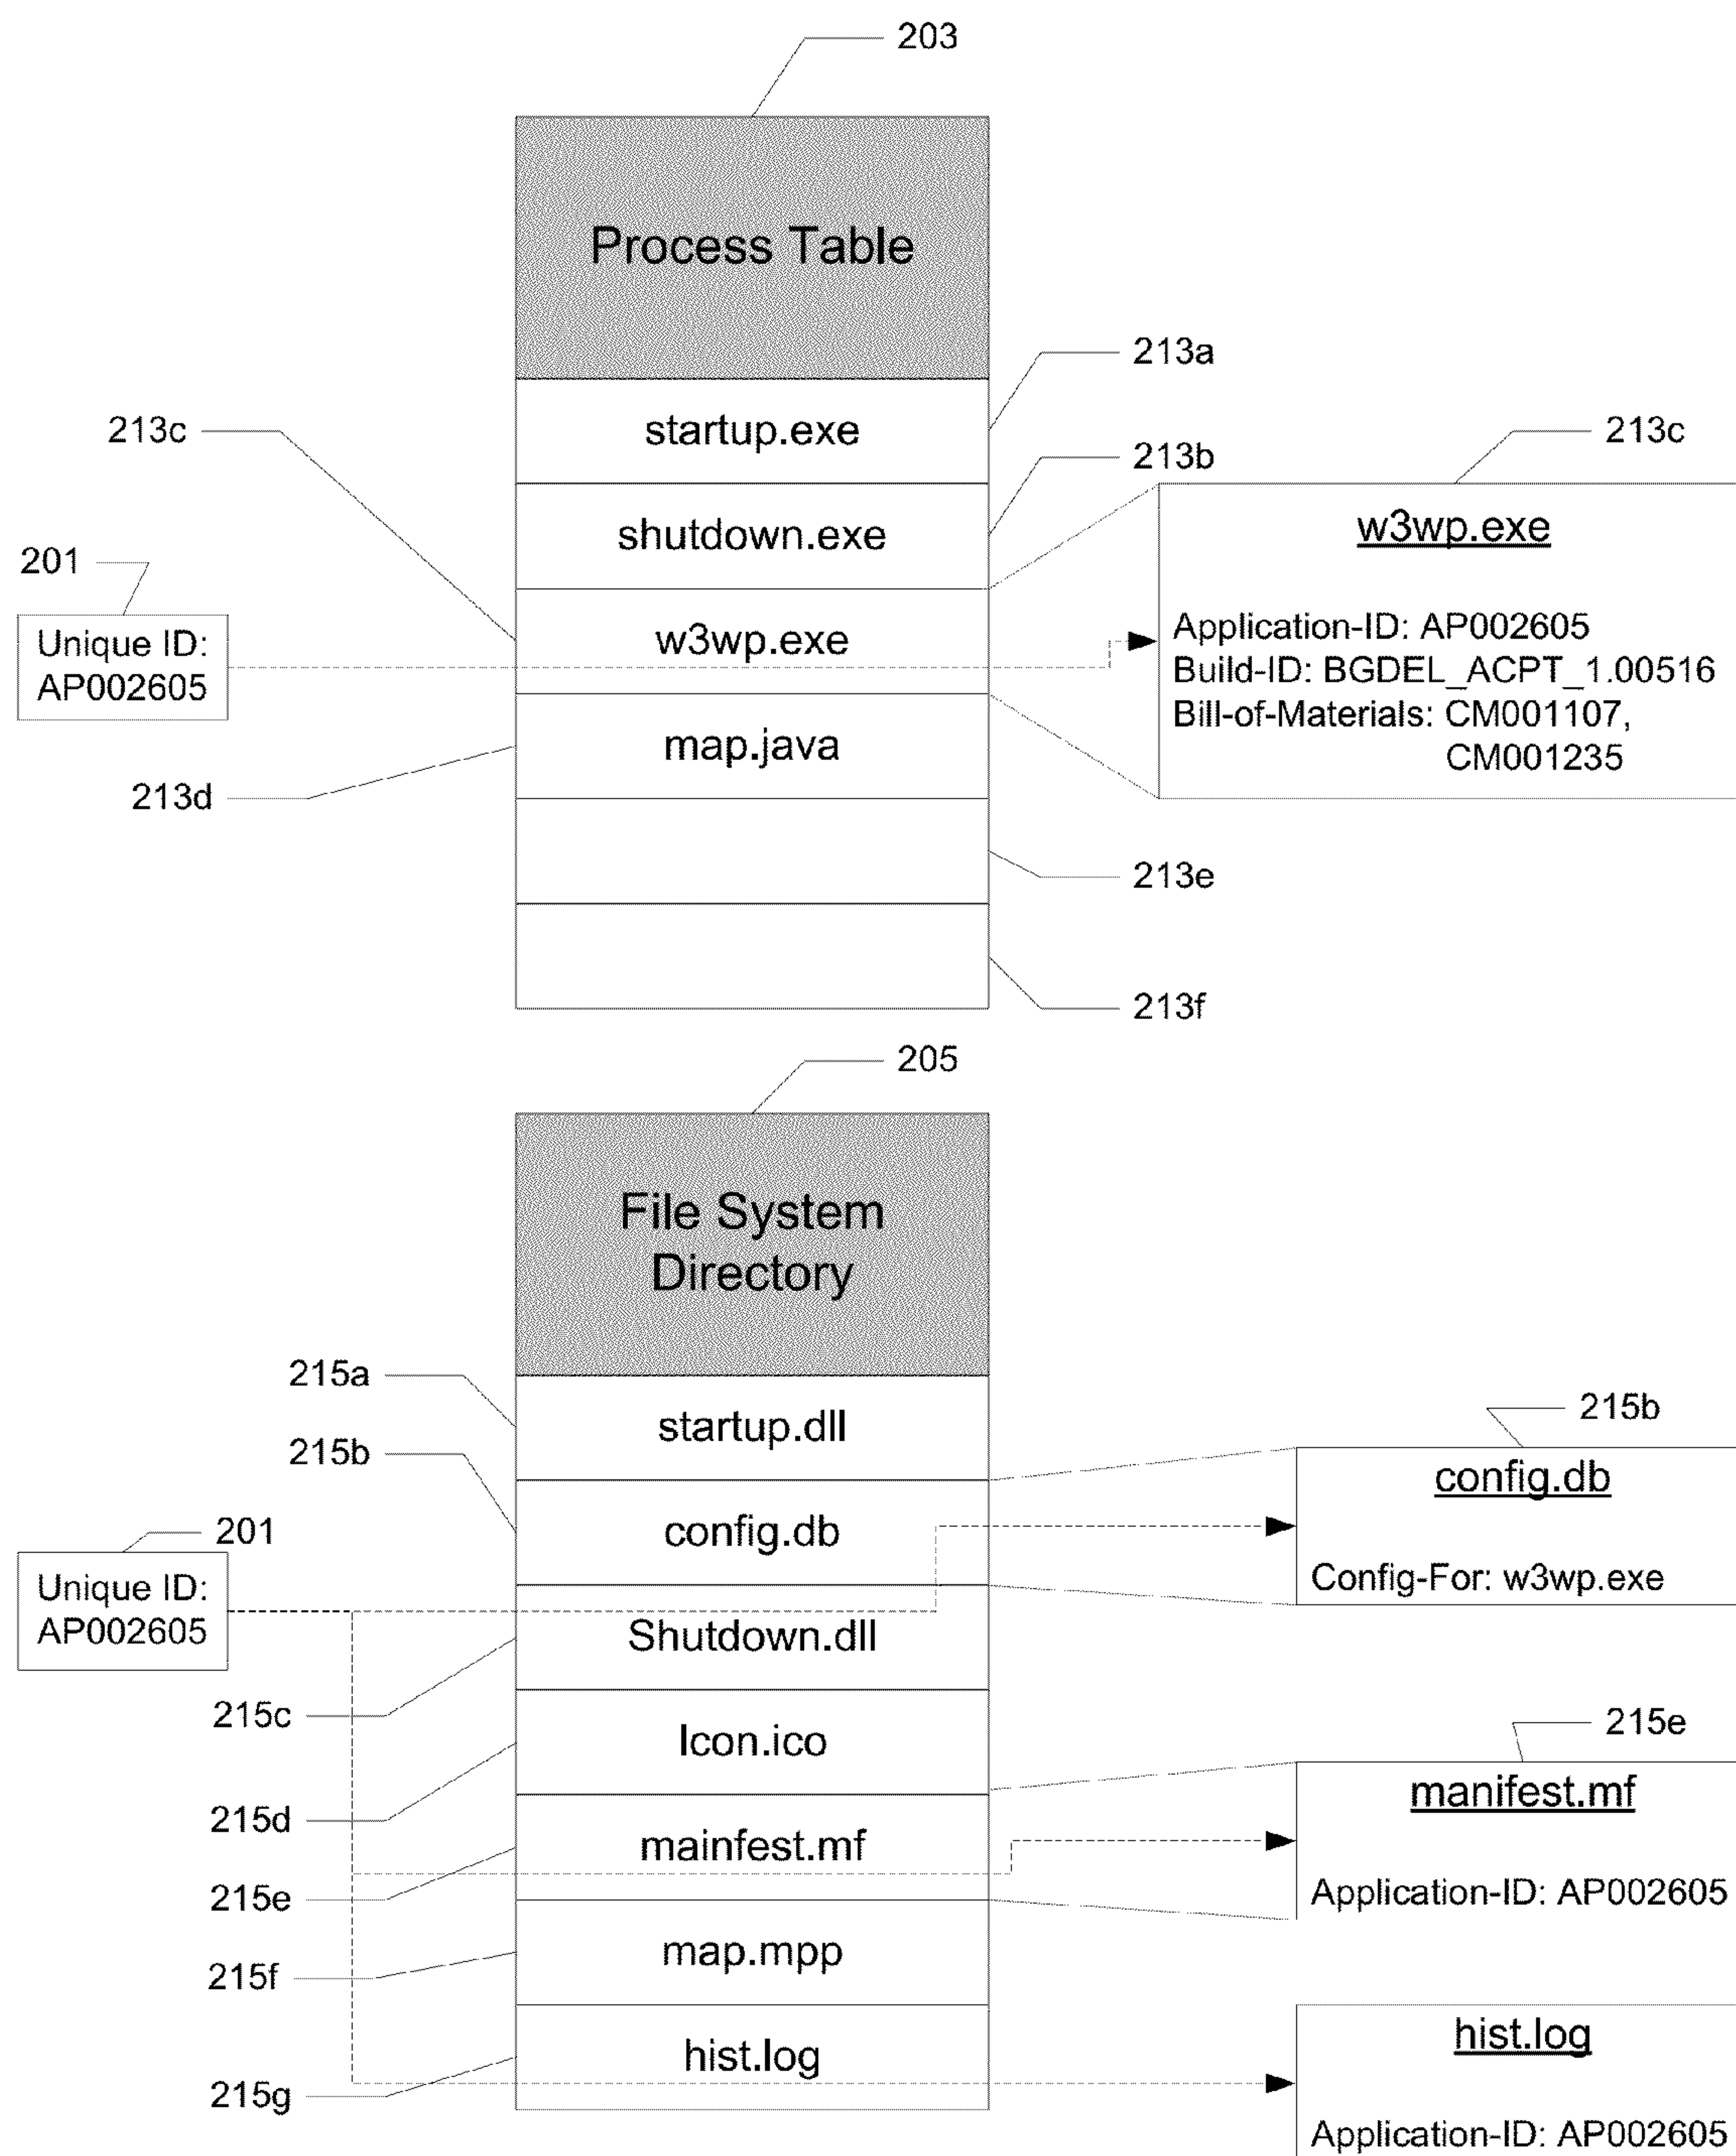 203
Process Table
213a
startup.exe
213c
213c
213b
shutdown.exe
w3wp.exe
201
Unique ID:
AP002605
w3wp.exe
Application-ID: AP002605
Build-ID: BGDEL_ACPT_1.00516
Bill-of-Materials: CM001107,
CM001235
map.java
213d
213e
213f
205
File System
Directory
215a
startup.dll
215b
215b
config.db
config.db
Config-For: w3wp.exe
201
Unique ID:
AP002605
Shutdown.dll
215c
Icon.ico
215e
manifest.mf
215d
mainfest.mf
Application-ID: AP002605
215e
map.mpp
215f
hist.log
hist.log
215g
Application-ID: AP002605